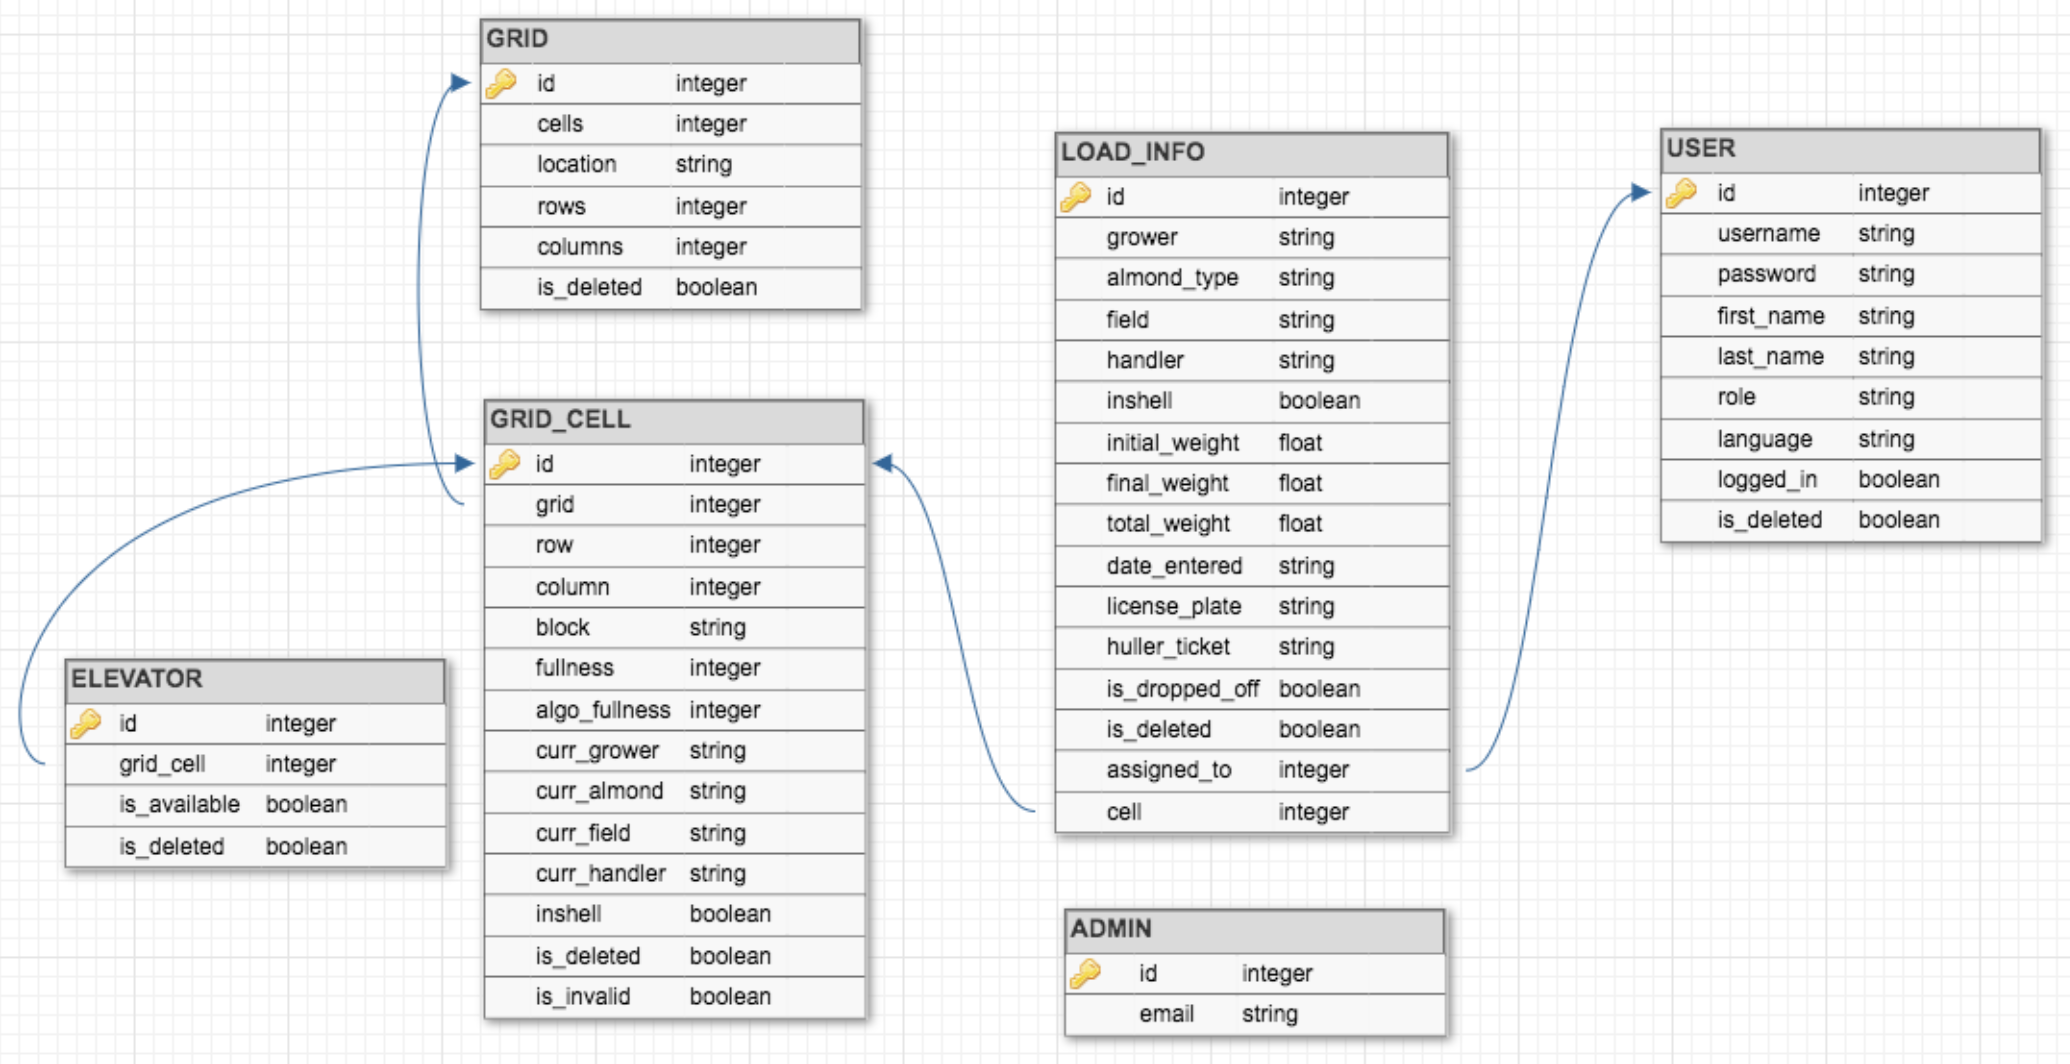 GRID
id integer
cells integer
location string
rows integer
columns integer
is_deleted boolean
GRID_CELL
id integer
grid integer
row integer
column integer
block string
fullness integer
algo_fullness integer
curr_grower string
curr_almond string
curr_field string
curr_handler string
inshell boolean
is_deleted boolean
is_invalid boolean
ELEVATOR
id integer
grid_cell integer
is_available boolean
is_deleted boolean
LOAD_INFO
id integer
grower string
almond_type string
field string
handler string
inshell boolean
initial_weight float
final_weight float
total_weight float
date_entered string
license_plate string
huller_ticket string
is_dropped_off boolean
is_deleted boolean
assigned_to integer
cell integer
ADMIN
id integer
email string
USER
id integer
username string
password string
first_name string
last_name string
role string
language string
logged_in boolean
is_deleted boolean